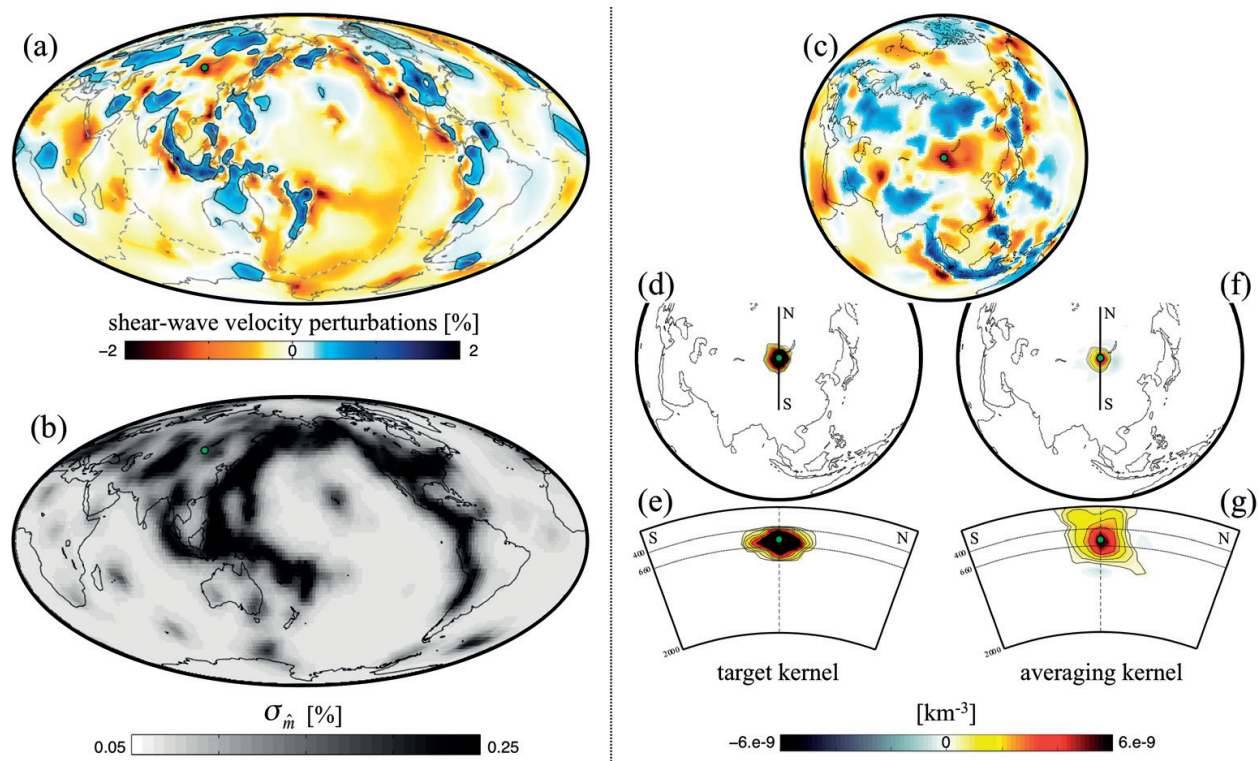 (a)
shear-wave velocity perturbations [%]
−2 0 2
(b)
σm̂ [%]
0.05 0.25
(c)
(d)
N
S
(f)
N
S
(e)
S N
400
660
2000
target kernel
(g)
S N
400
660
2000
averaging kernel
[km-3]
−6.e-9 0 6.e-9